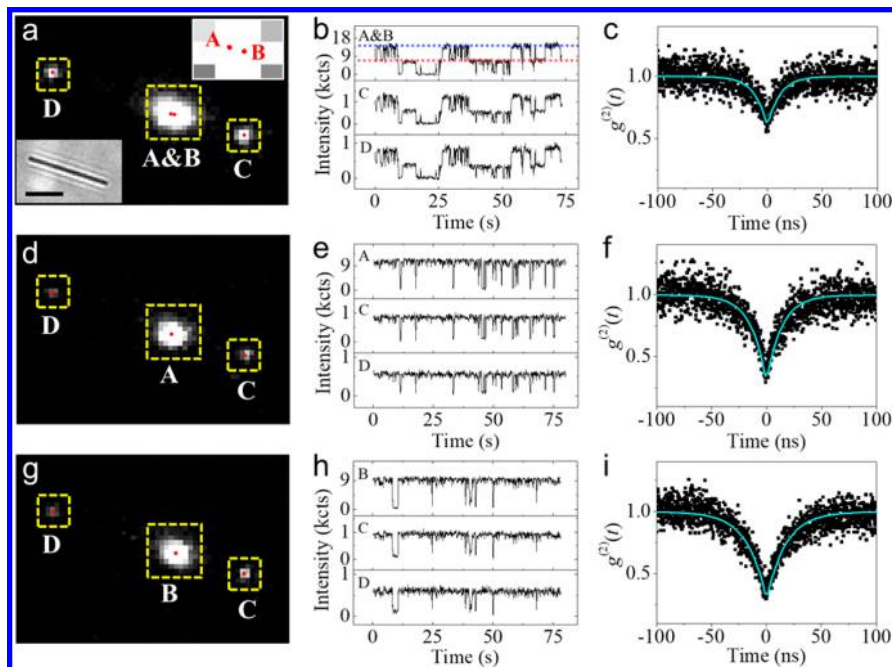 a
A
B
D
A&B
C
b
A&B
18
9
0
C
1
0
D
1
0
Intensity (kcts)
0 25 50 75
Time (s)
c
1.0
0.5
g(2)(t)
-100 -50 0 50 100
Time (ns)
d
D
A
C
e
A
9
0
C
1
0
D
1
0
Intensity (kcts)
0 25 50 75
Time (s)
f
1.0
0.5
g(2)(t)
-100 -50 0 50 100
Time (ns)
g
D
B
C
h
B
9
0
C
1
0
D
1
0
Intensity (kcts)
0 25 50 75
Time (s)
i
1.0
0.5
g(2)(t)
-100 -50 0 50 100
Time (ns)